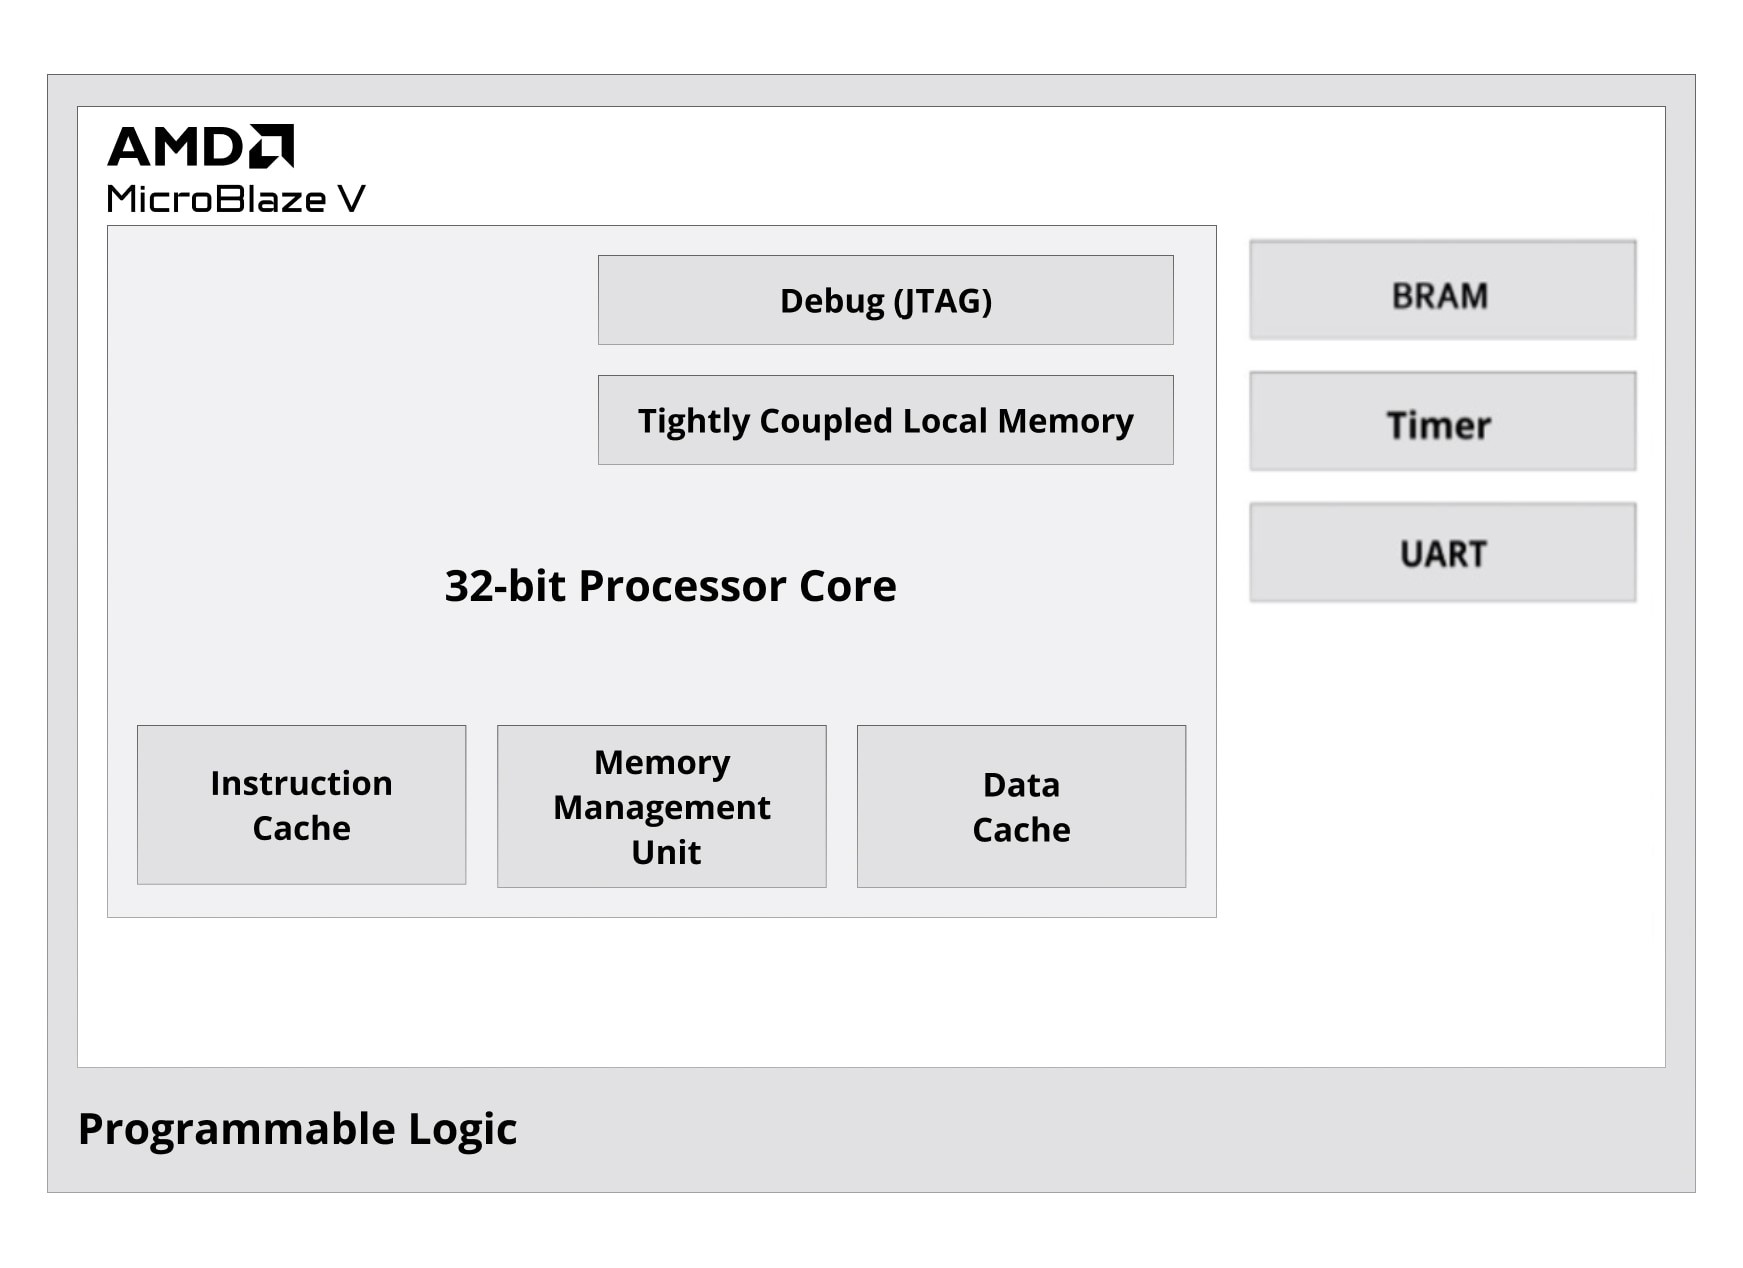 AMD
MicroBlaze V
Debug (JTAG)
Tightly Coupled Local Memory
32-bit Processor Core
Instruction
Cache
Memory
Management
Unit
Data
Cache
BRAM
Timer
UART
Programmable Logic